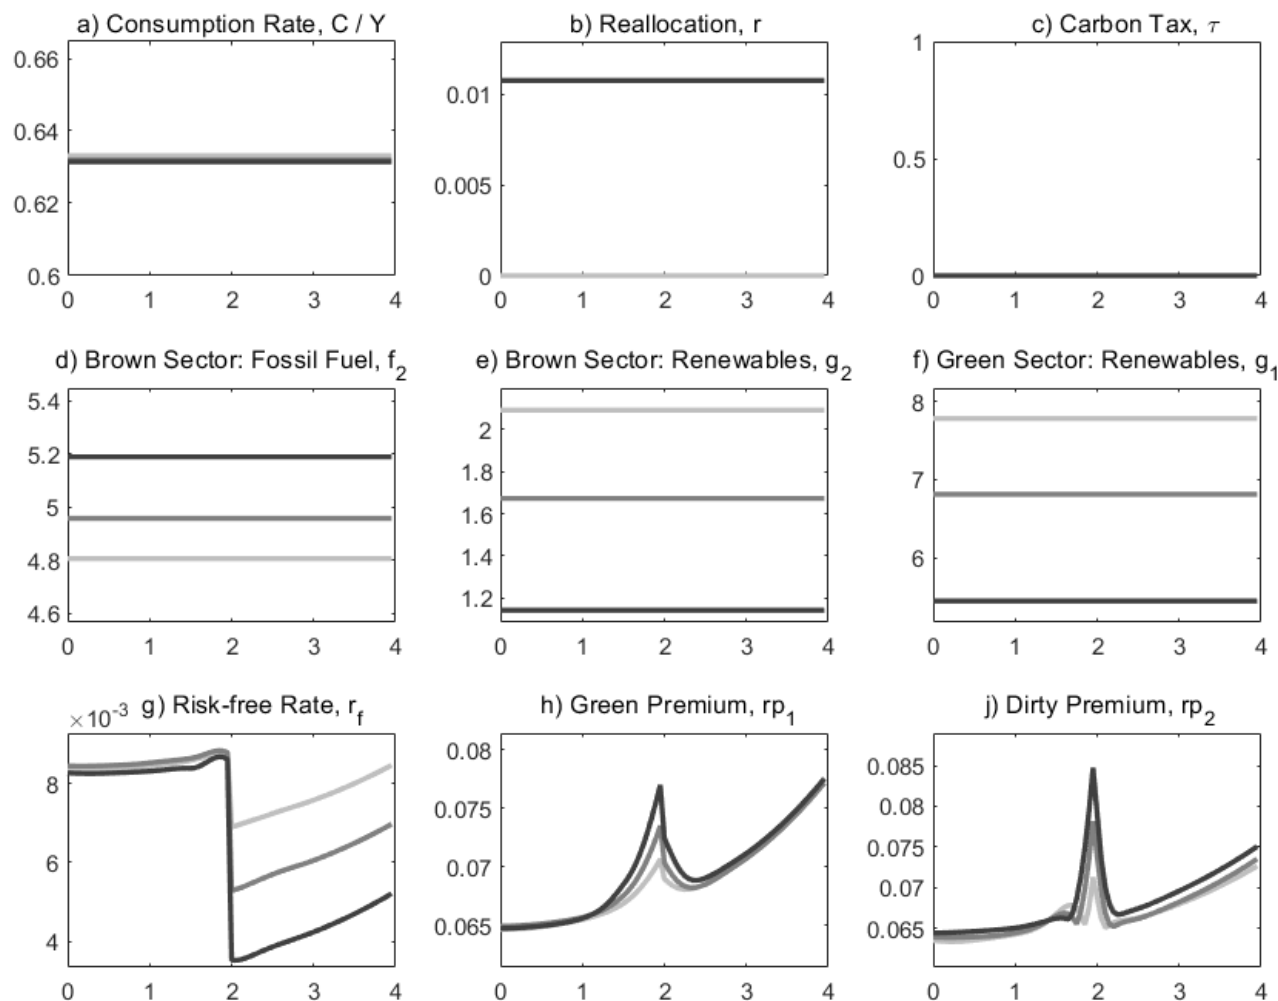 a) Consumption Rate, C / Y
0.66
0.64
0.62
0.6
0 1 2 3 4
b) Reallocation, r
0.01
0.005
0
0 1 2 3 4
c) Carbon Tax, τ
1
0.5
0
0 1 2 3 4
d) Brown Sector: Fossil Fuel, f2
5.4
5.2
5
4.8
4.6
0 1 2 3 4
e) Brown Sector: Renewables, g2
2
1.8
1.6
1.4
1.2
0 1 2 3 4
f) Green Sector: Renewables, g1
8
7
6
0 1 2 3 4
×10-3 g) Risk-free Rate, rf
8
6
4
0 1 2 3 4
h) Green Premium, rp1
0.08
0.075
0.07
0.065
0 1 2 3 4
j) Dirty Premium, rp2
0.085
0.08
0.075
0.07
0.065
0 1 2 3 4